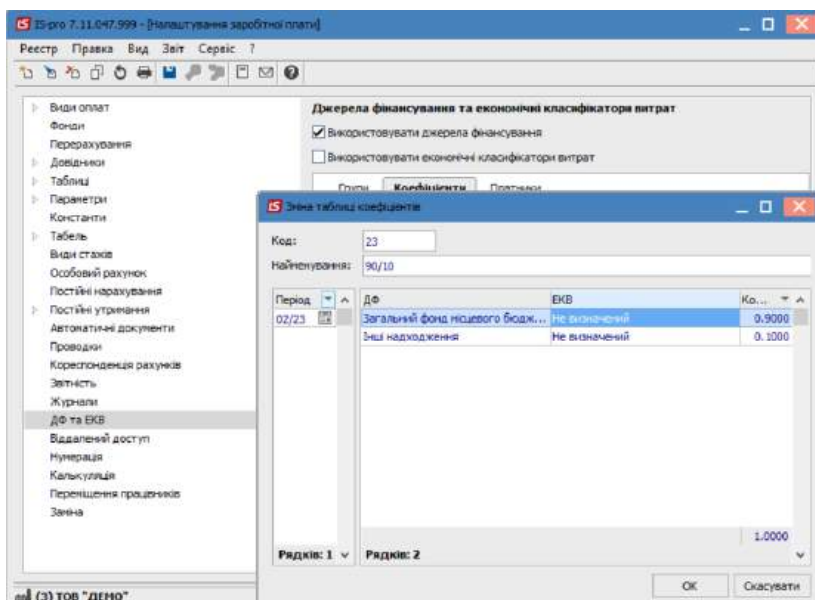 IS-pro 7.11.047.999 - [Налаштування заробітної плати]
Реєстр Правка Вид Звіт Сервіс ?
Види оплат
Фонди
Перерахування
Довідники
Таблиці
Параметри
Константи
Табель
Види стажів
Особовий рахунок
Постійні нарахування
Постійні утримання
Автоматичні документи
Проводки
Кореспонденція рахунків
Звітність
Журнали
ДФ та ЕКВ
Віддалений доступ
Нумерація
Калькуляція
Переміщення працівників
Заміна
Джерела фінансування та економічні класифікатори витрат
Використовувати джерела фінансування
Використовувати економічні класифікатори витрат
Групи Коефіцієнти Платники
Зміна таблиці коефіцієнтів
Код: 23
Найменування: 90/10
Період ДФ ЕКВ Ко...
02/23 Загальний фонд місцевого бюдж... Не визначений 0.9000
Інші надходження Не визначений 0.1000
1.0000
Рядків: 1 Рядків: 2
ОК Скасувати
(3) ТОВ "ДЕМО"